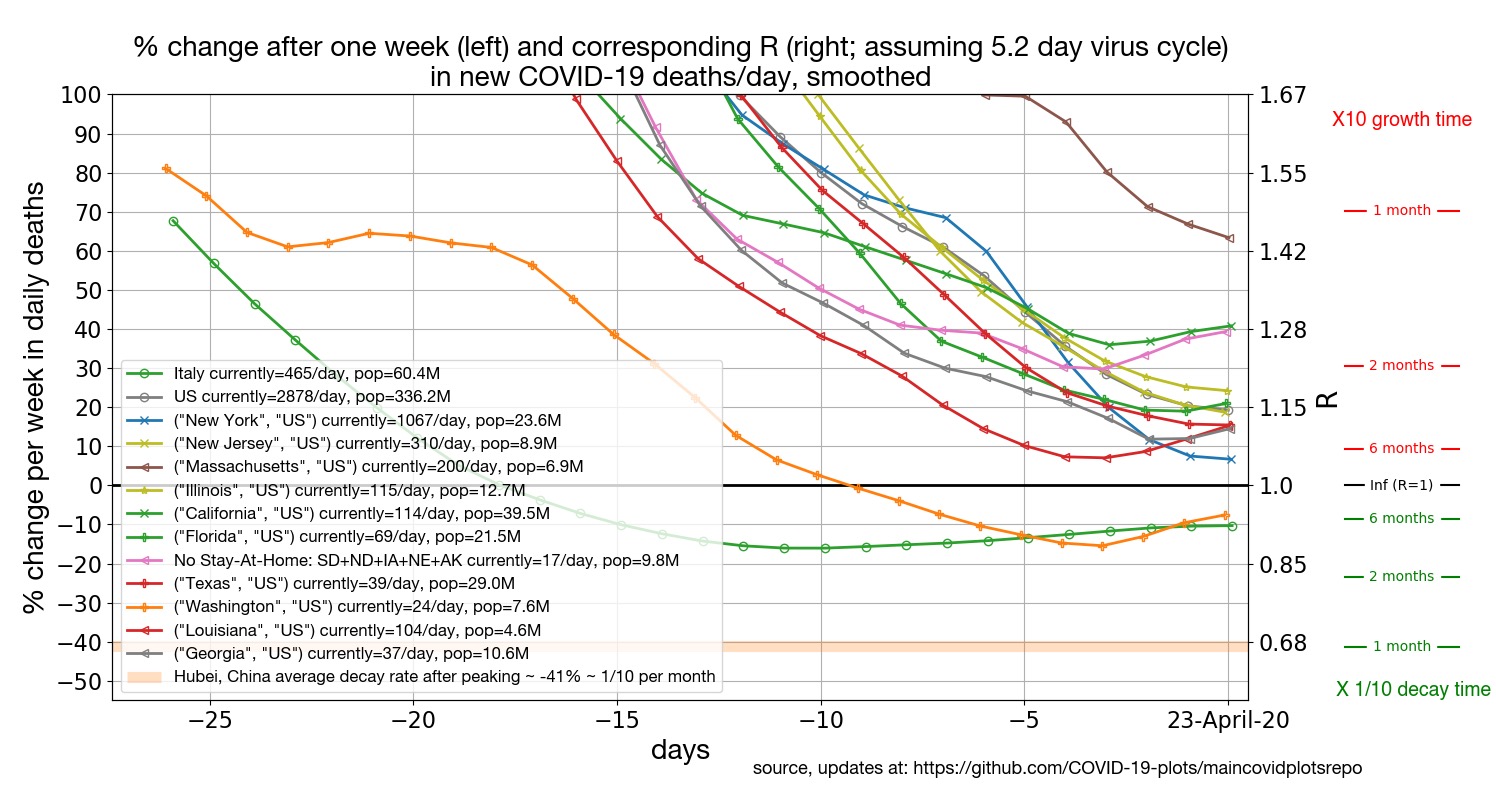 % change after one week (left) and corresponding R (right; assuming 5.2 day virus cycle)
in new COVID-19 deaths/day, smoothed
% change per week in daily deaths
100
90
80
70
60
50
40
30
20
10
0
−10
−20
−30
−40
−50
Italy currently=465/day, pop=60.4M
US currently=2878/day, pop=336.2M
("New York", "US") currently=1067/day, pop=23.6M
("New Jersey", "US") currently=310/day, pop=8.9M
("Massachusetts", "US") currently=200/day, pop=6.9M
("Illinois", "US") currently=115/day, pop=12.7M
("California", "US") currently=114/day, pop=39.5M
("Florida", "US") currently=69/day, pop=21.5M
No Stay-At-Home: SD+ND+IA+NE+AK currently=17/day, pop=9.8M
("Texas", "US") currently=39/day, pop=29.0M
("Washington", "US") currently=24/day, pop=7.6M
("Louisiana", "US") currently=104/day, pop=4.6M
("Georgia", "US") currently=37/day, pop=10.6M
Hubei, China average decay rate after peaking ~ -41% ~ 1/10 per month
1.67
1.55
1.42
1.28
1.15
1.0
0.85
0.68
R
X10 growth time
1 month
2 months
6 months
Inf (R=1)
6 months
2 months
1 month
X 1/10 decay time
−25
−20
−15
−10
−5
23-April-20
days
source, updates at: https://github.com/COVID-19-plots/maincovidplotsrepo